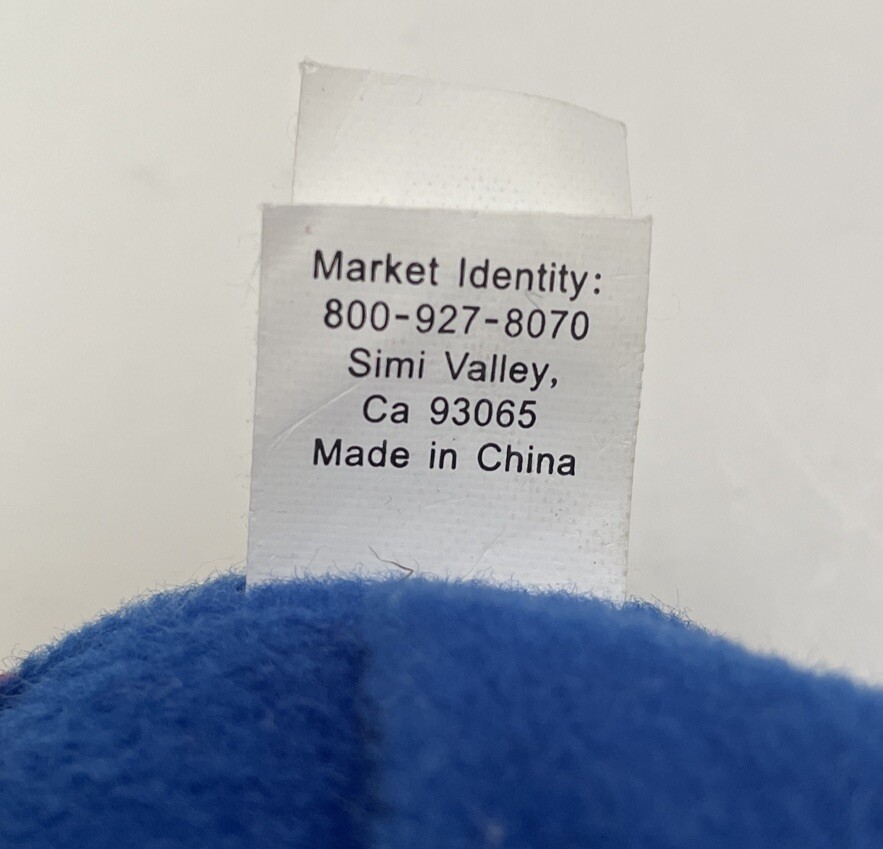 Market Identity:
800-927-8070
Simi Valley,
Ca 93065
Made in China